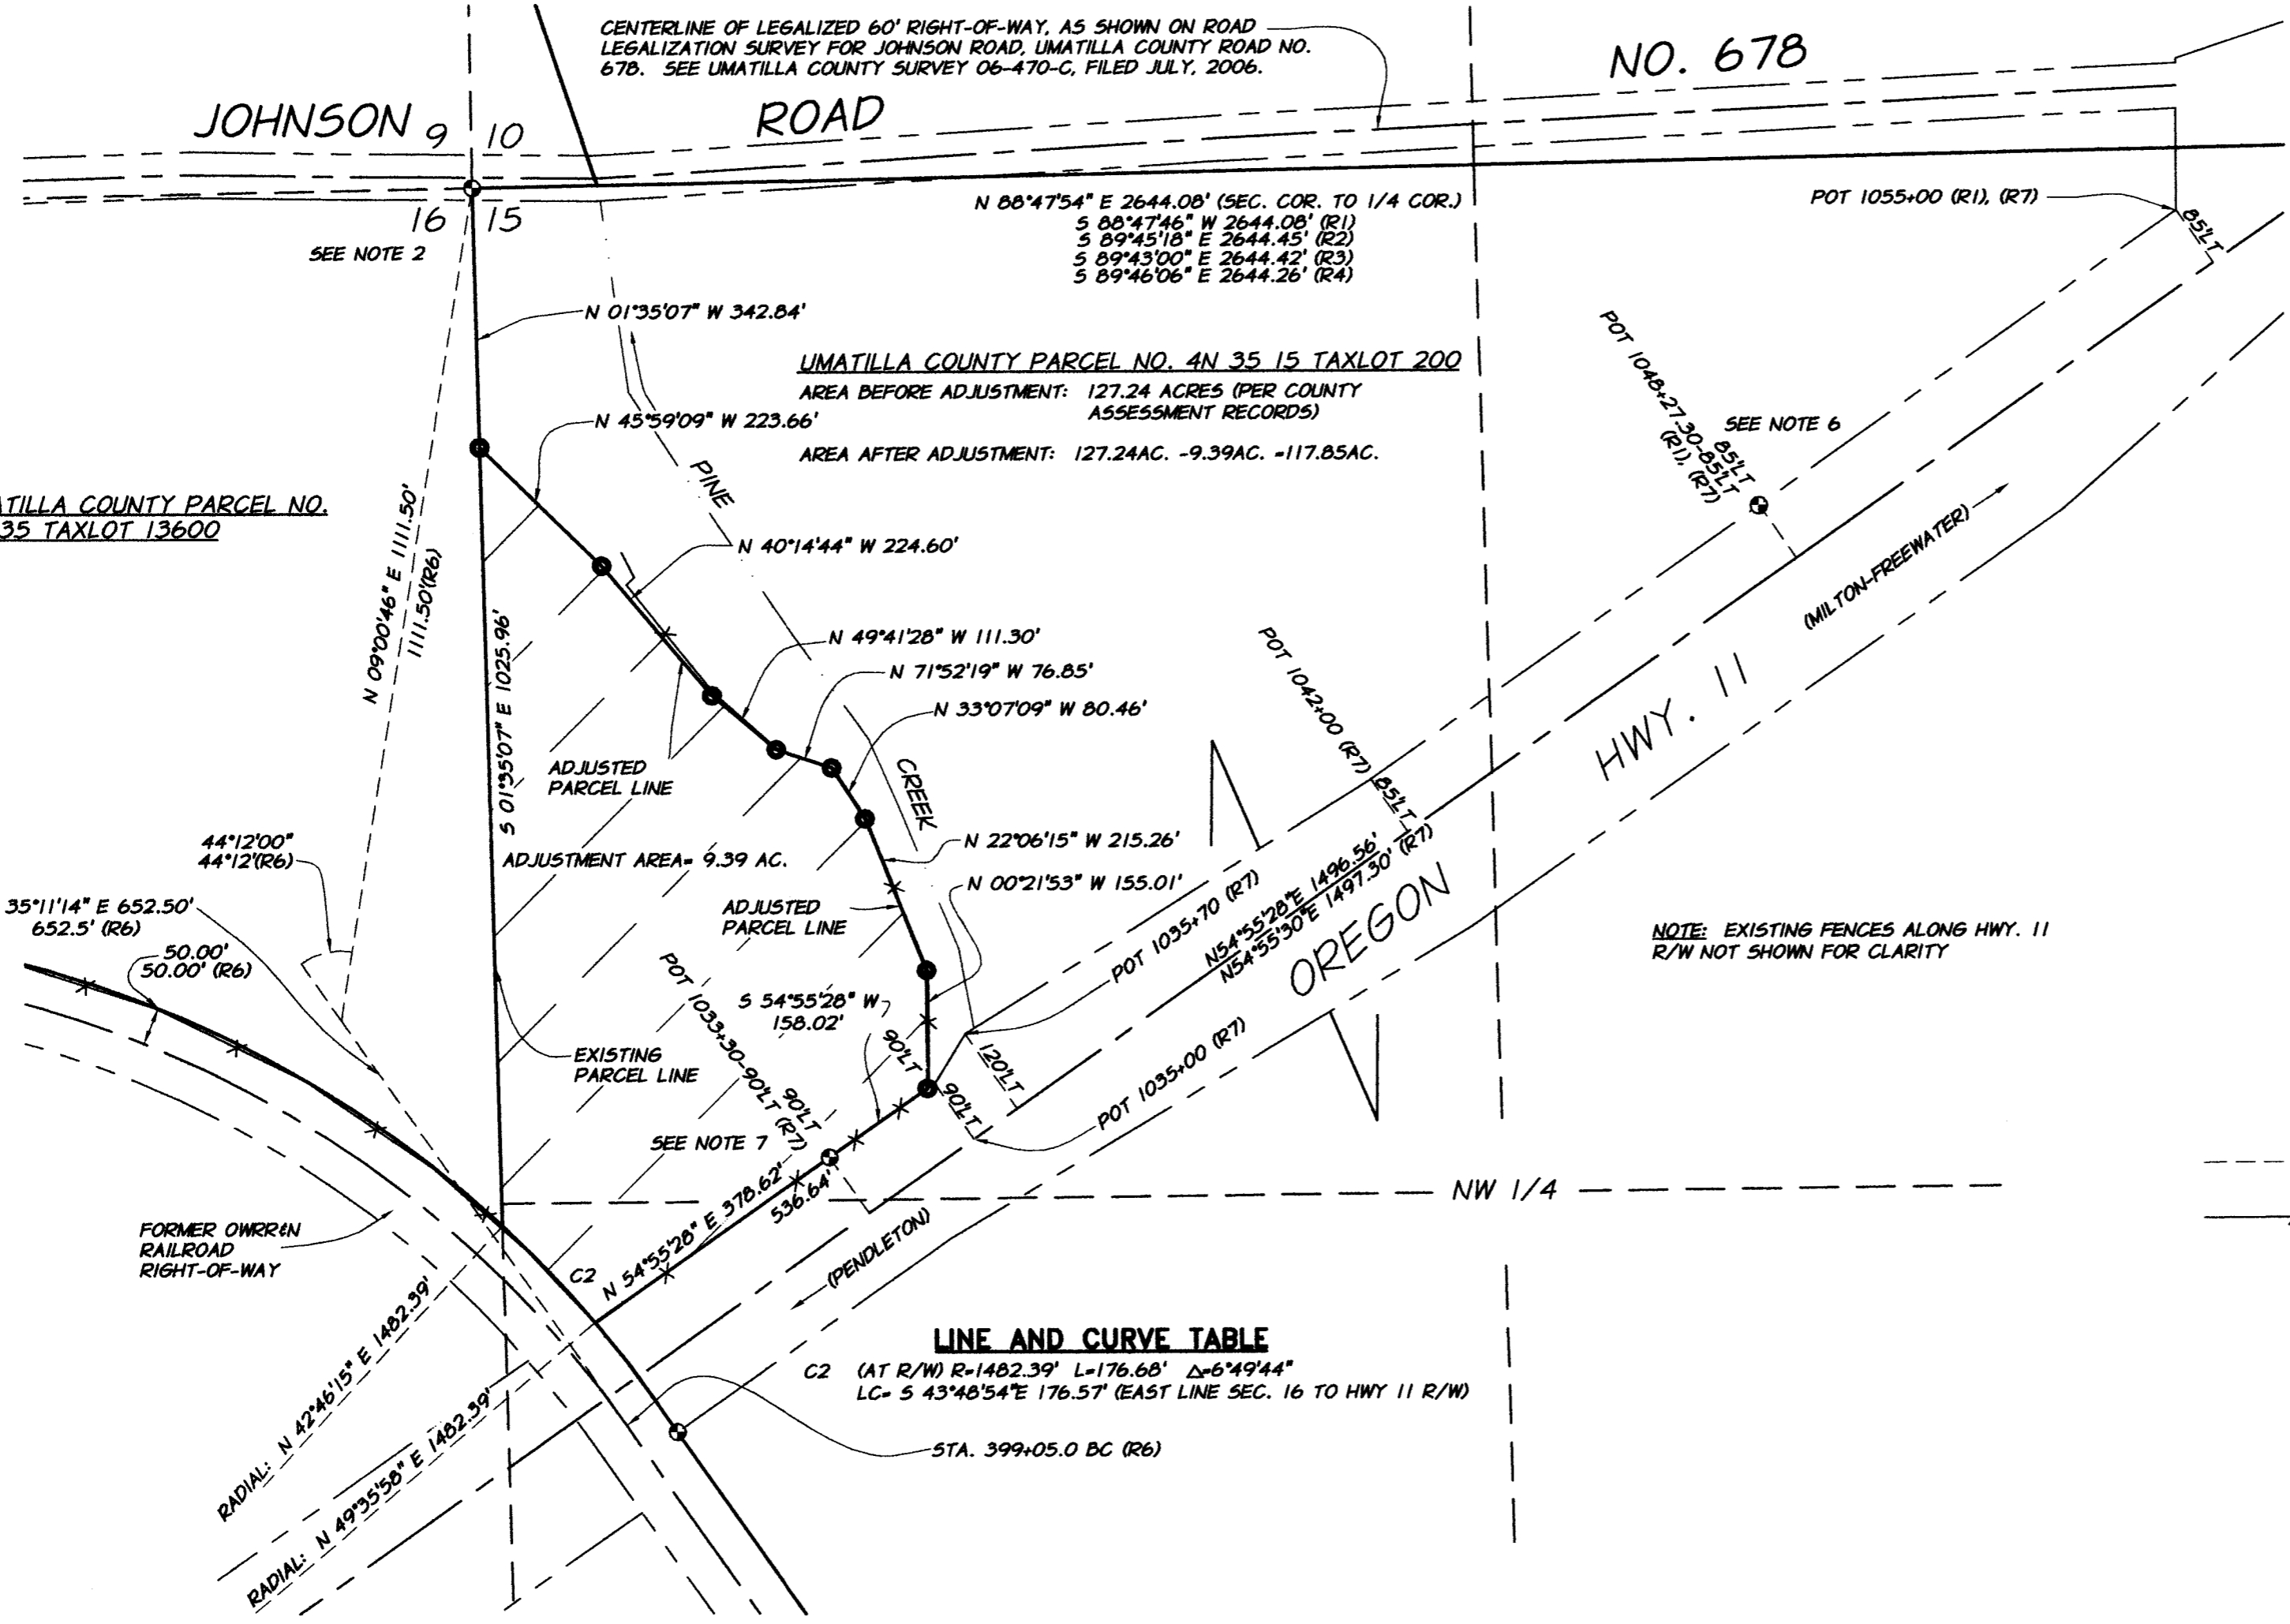 CENTERLINE OF LEGALIZED 60' RIGHT-OF-WAY, AS SHOWN ON ROAD
LEGALIZATION SURVEY FOR JOHNSON ROAD, UMATILLA COUNTY ROAD NO.
678. SEE UMATILLA COUNTY SURVEY 06-470-C, FILED JULY, 2006.
NO. 678
JOHNSON
ROAD
9 10
16 15
SEE NOTE 2
N 88°47'54" E 2644.08' (SEC. COR. TO 1/4 COR.)
S 88°47'46" W 2644.08' (R1)
S 89°45'18" E 2644.45' (R2)
S 89°43'00" E 2644.42' (R3)
S 89°46'06" E 2644.26' (R4)
POT 1055+00 (R1), (R7)
85'LT
N 01°35'07" W 342.84'
UMATILLA COUNTY PARCEL NO. 4N 35 15 TAXLOT 200
AREA BEFORE ADJUSTMENT: 127.24 ACRES (PER COUNTY
ASSESSMENT RECORDS)
AREA AFTER ADJUSTMENT: 127.24AC. -9.39AC. =117.85AC.
POT 1048+27.30-85'LT
85'LT
(R1), (R7)
SEE NOTE 6
N 45°59'09" W 223.66'
PINE
ATILLA COUNTY PARCEL NO.
35 TAXLOT 13600
N 09°00'46" E 1111.50'
1111.50'(R6)
N 40°14'44" W 224.60'
(MILTON-FREEWATER)
S 01°35'07" E 1025.96'
N 49°41'28" W 111.30'
N 71°52'19" W 76.85'
N 33°07'09" W 80.46'
POT 1042+00 (R7)
85'LT
HWY. 11
ADJUSTED
PARCEL LINE
CREEK
44°12'00"
44°12'(R6)
ADJUSTMENT AREA= 9.39 AC.
N 22°06'15" W 215.26'
N 00°21'53" W 155.01'
35°11'14" E 652.50'
652.5' (R6)
50.00'
50.00' (R6)
ADJUSTED
PARCEL LINE
POT 1035+70 (R7)
N54°55'28"E 1496.56'
N54°55'30"E 1497.30' (R7)
OREGON
NOTE: EXISTING FENCES ALONG HWY. 11
R/W NOT SHOWN FOR CLARITY
POT 1033+30-90'LT
90'LT
(R7)
S 54°55'28" W
158.02'
90'LT
120'LT
90'LT
POT 1035+00 (R7)
EXISTING
PARCEL LINE
SEE NOTE 7
N 54°55'28" E 378.62'
536.64'
NW 1/4
FORMER OWRR&N
RAILROAD
RIGHT-OF-WAY
C2
(PENDLETON)
RADIAL: N 42°46'15" E 1482.39'
RADIAL: N 49°35'58" E 1482.39'
LINE AND CURVE TABLE
C2 (AT R/W) R=1482.39' L=176.68' Δ=6°49'44"
LC= S 43°48'54"E 176.57' (EAST LINE SEC. 16 TO HWY 11 R/W)
STA. 399+05.0 BC (R6)